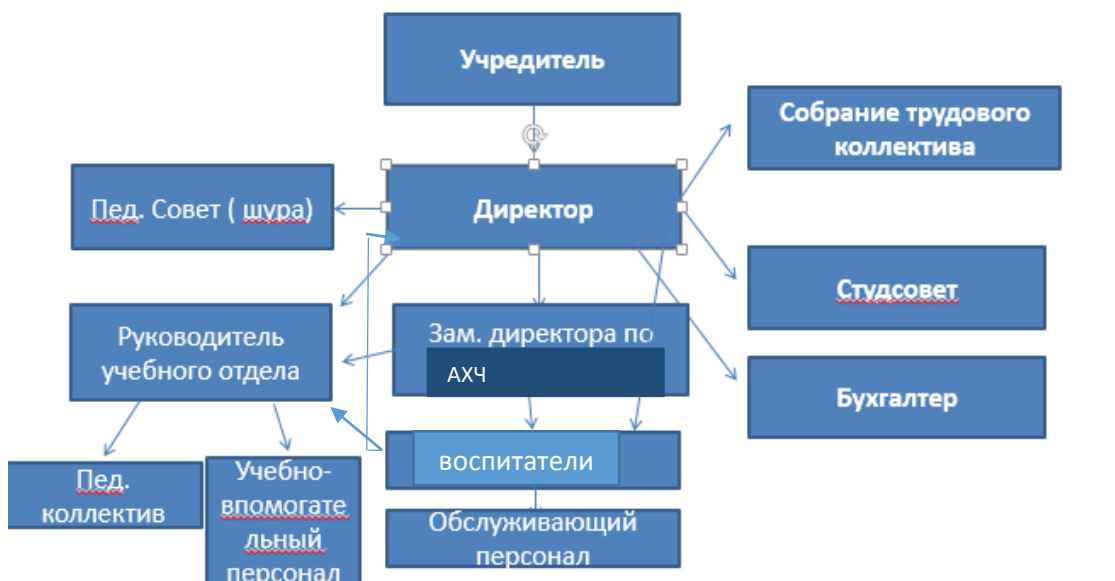 Учредитель
Собрание трудового
коллектива
Пед. Совет ( шура)
Директор
Студсовет
Руководитель
учебного отдела
Зам. директора по
АХЧ
Бухгалтер
воспитатели
Пед.
коллектив
Учебно-
впомогате
льный
персонал
Обслуживающий
персонал